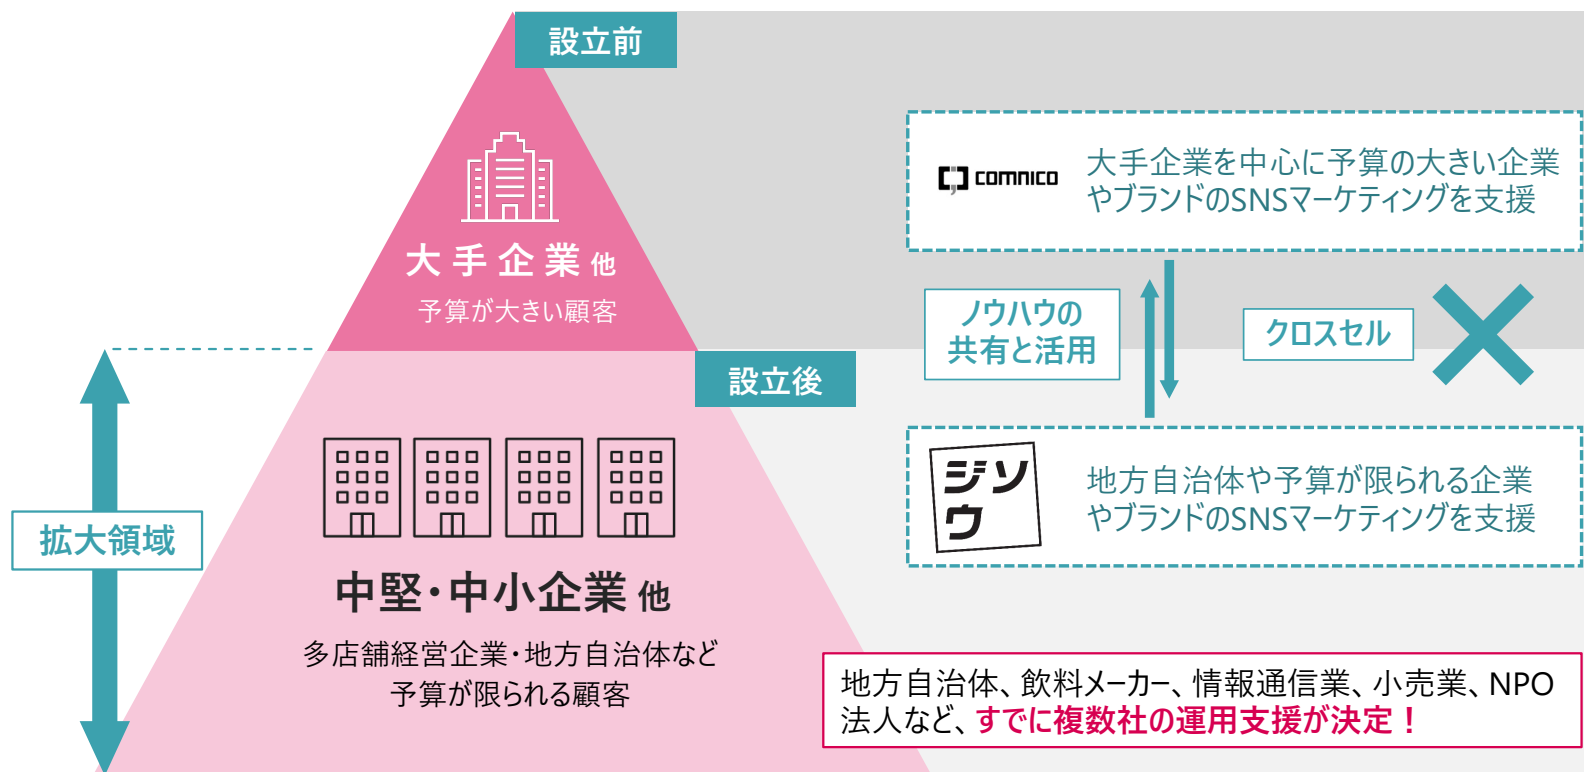 設立前
大手企業 他
予算が大きい顧客
comnico
大手企業を中心に予算の大きい企業
やブランドのSNSマーケティングを支援
ノウハウの
共有と活用
クロスセル
設立後
拡大領域
中堅・中小企業 他
多店舗経営企業・地方自治体など
予算が限られる顧客
ジソ
ウ
地方自治体や予算が限られる企業
やブランドのSNSマーケティングを支援
地方自治体、飲料メーカー、情報通信業、小売業、NPO
法人など、すでに複数社の運用支援が決定！